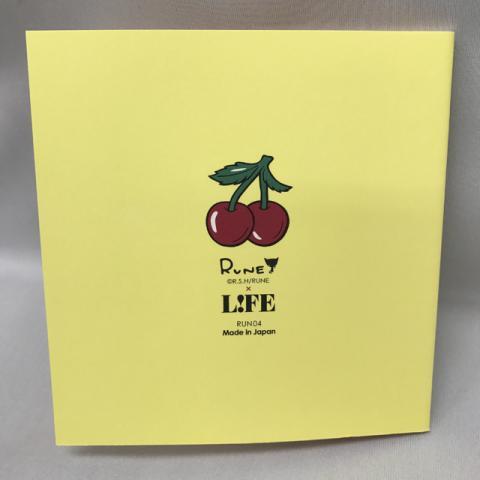 RUNE
©R.S.H/RUNE
×
L!FE
RUN04
Made in Japan